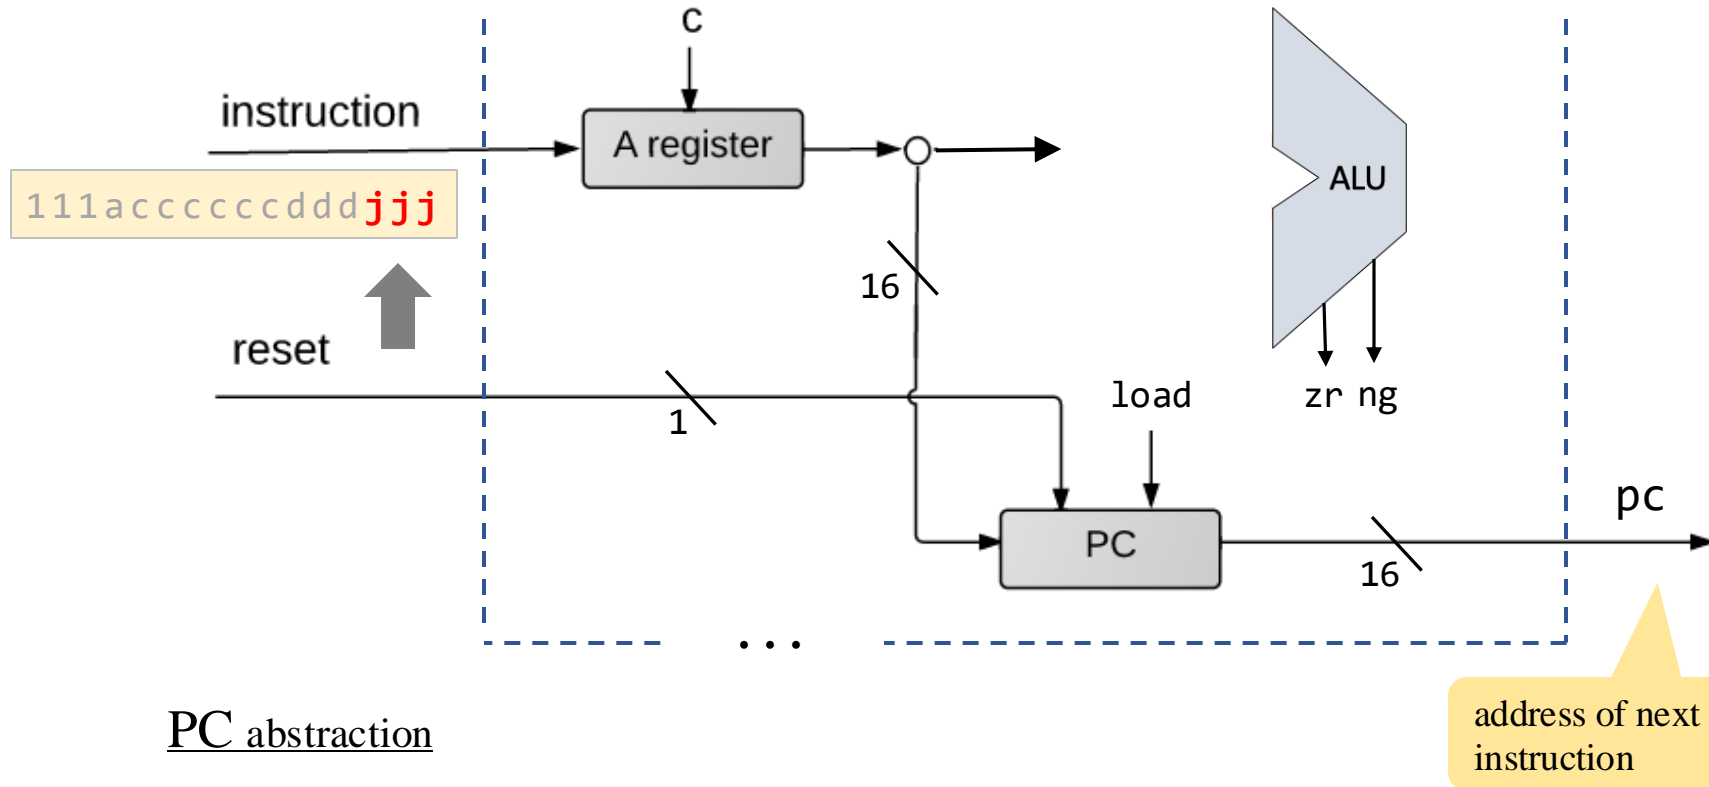 c
instruction
A register
111accccccdddjjj
ALU
16
reset
load
zr ng
1
pc
PC
16
...
PC abstraction
address of next
instruction